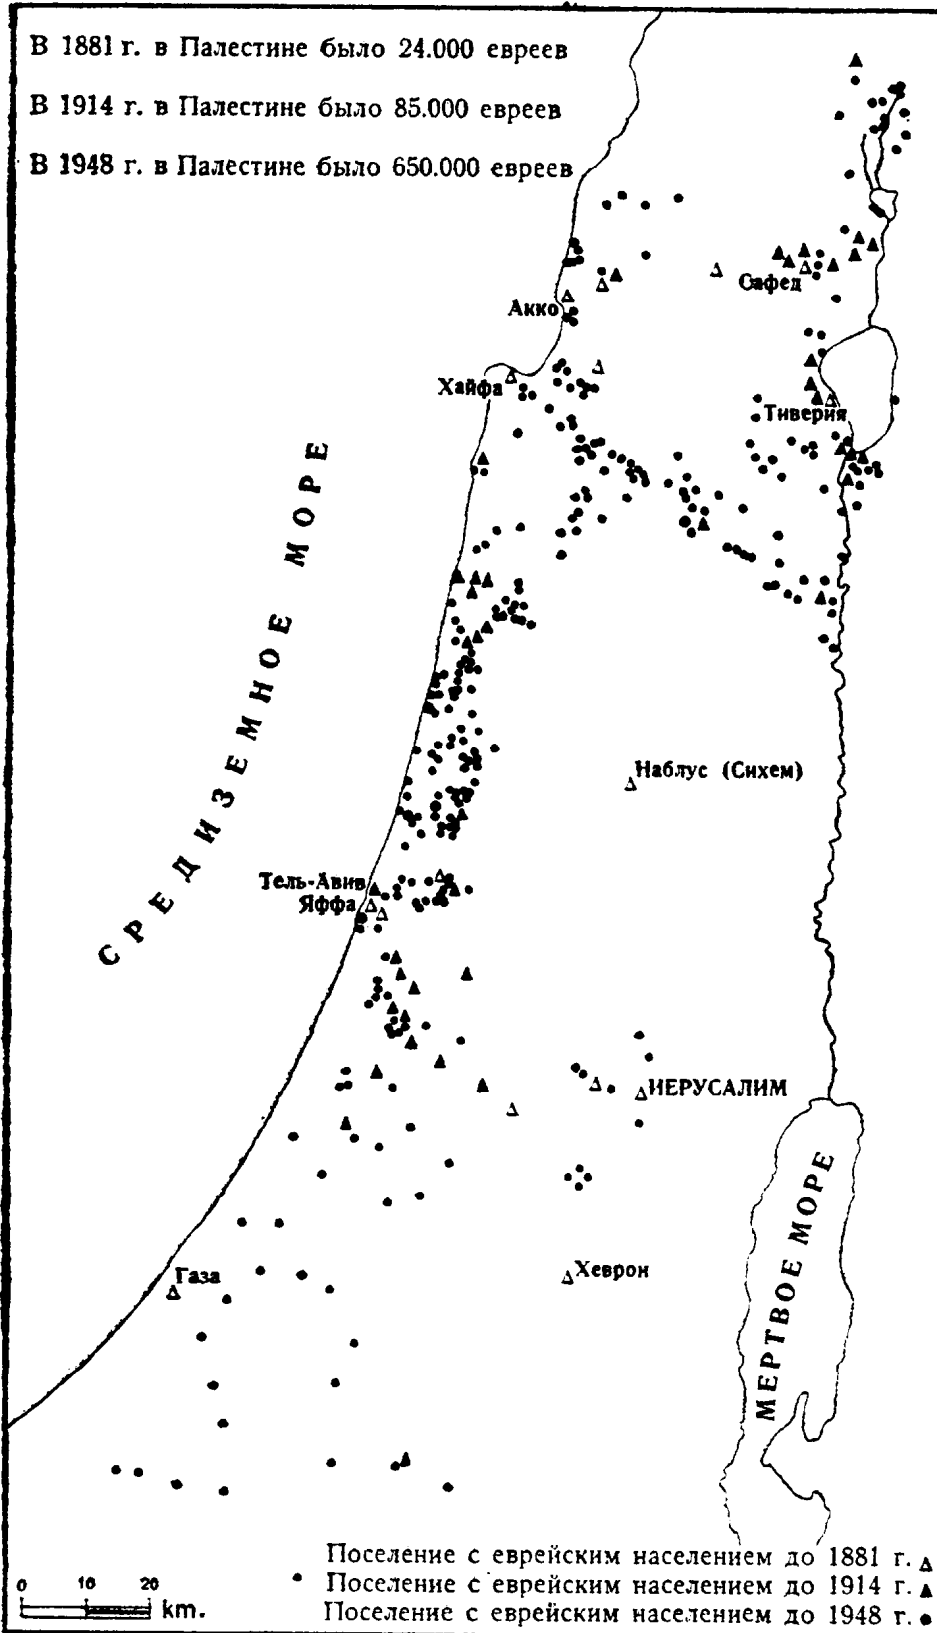 В 1881 г. в Палестине было 24.000 евреев
В 1914 г. в Палестине было 85.000 евреев
В 1948 г. в Палестине было 650.000 евреев
Сафед
Акко
Хайфа
Тиверия
СРЕДИЗЕМНОЕ МОРЕ
Наблус (Сихем)
Тель-Авив
Яффа
ИЕРУСАЛИМ
МЕРТВОЕ МОРЕ
Хеврон
Газа
Поселение с еврейским населением до 1881 г.
Поселение с еврейским населением до 1914 г.
Поселение с еврейским населением до 1948 г.
0 10 20
km.